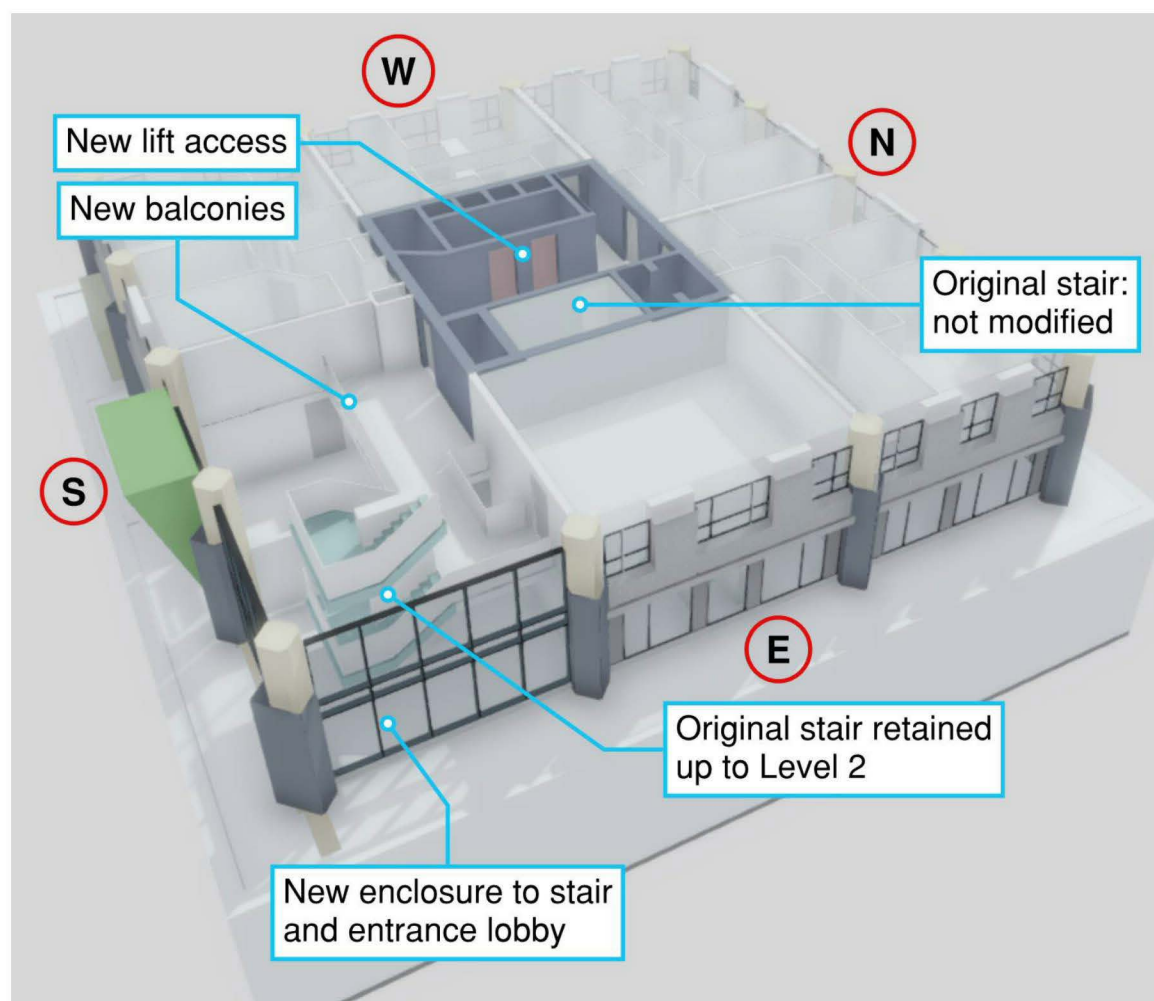 W
New lift access
N
New balconies
Original stair:
not modified
S
E
Original stair retained
up to Level 2
New enclosure to stair
and entrance lobby